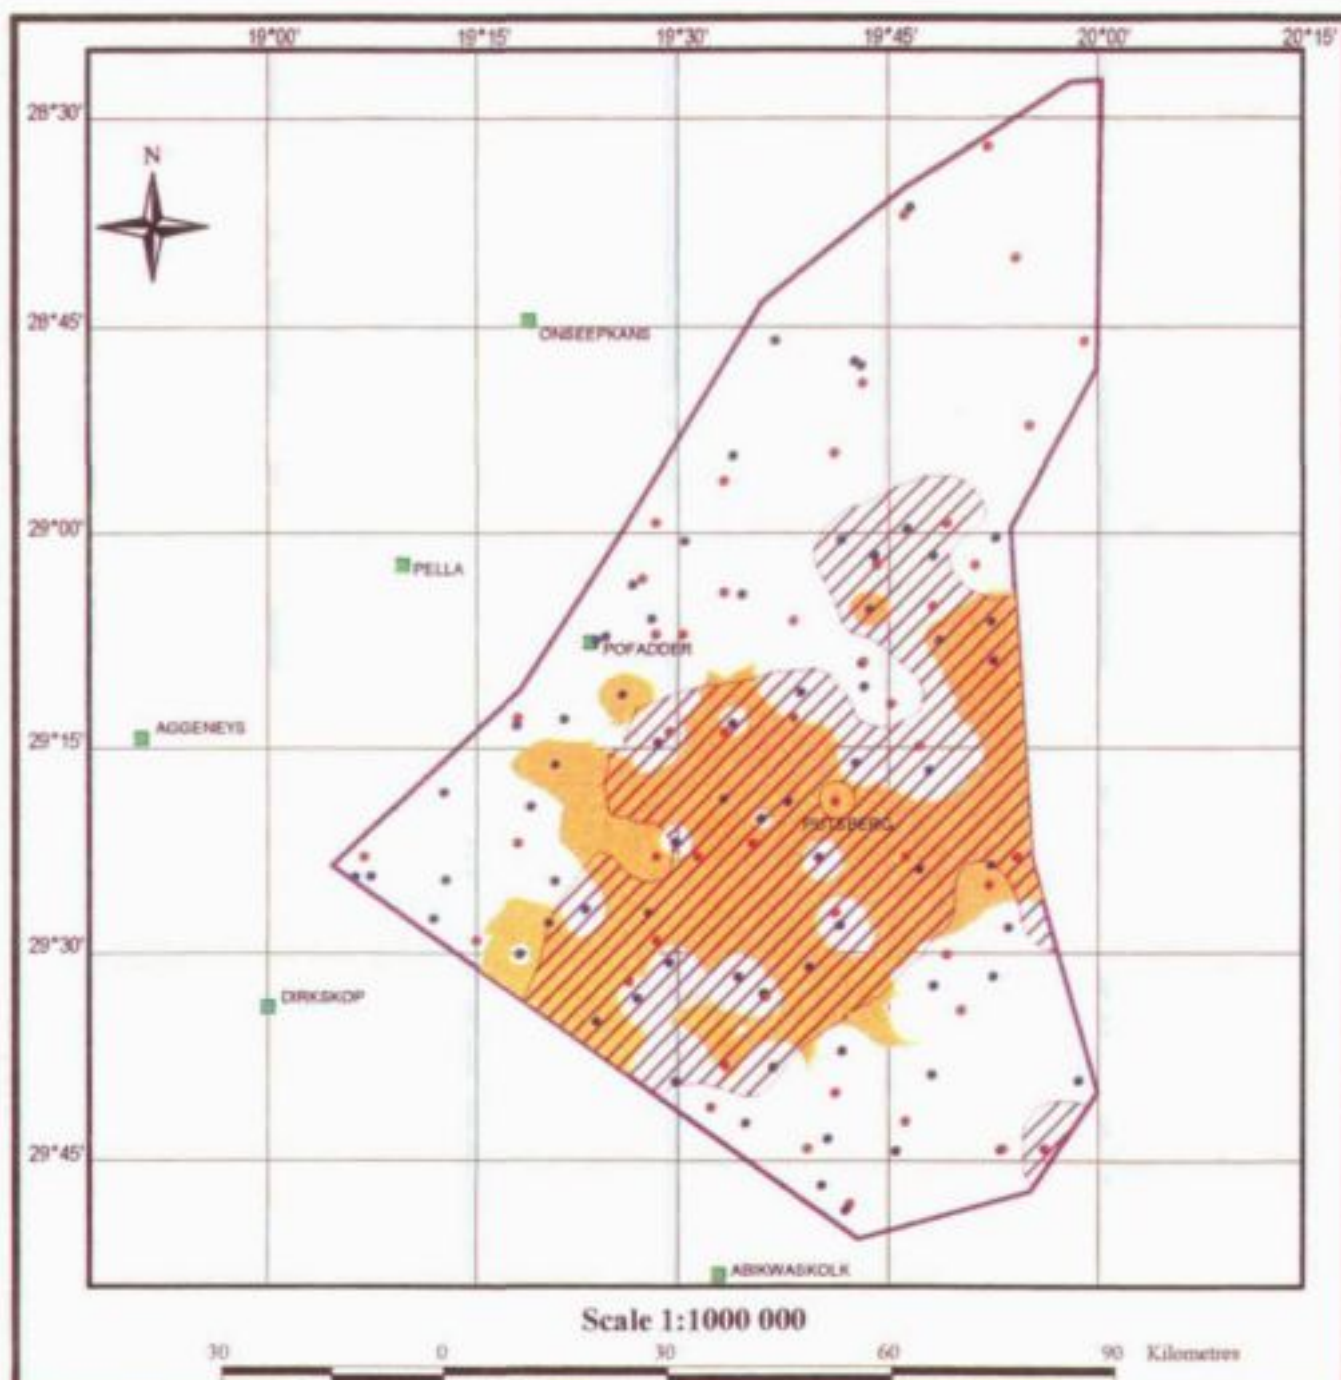 19°00' 19°15' 19°30' 19°45' 20°00' 20°15'
28°30'
N
28°45'
ONSEEPKANS
29°00'
PELLA
POFADDER
AGGENEYS
29°15'
PUTSBERG
29°30'
DIRKSKOP
29°45'
ABIKWASKOLK
Scale 1:1000 000
30 0 30 60 90 Kilometres